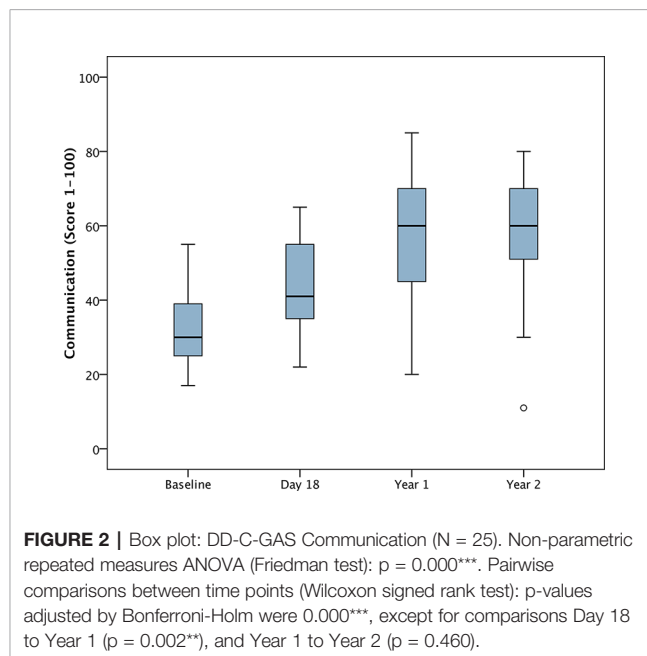 100
80
60
40
20
0
Communication (Score 1–100)
Baseline Day 18 Year 1 Year 2
FIGURE 2 | Box plot: DD-C-GAS Communication (N = 25). Non-parametric
repeated measures ANOVA (Friedman test): p = 0.000***. Pairwise
comparisons between time points (Wilcoxon signed rank test): p-values
adjusted by Bonferroni-Holm were 0.000***, except for comparisons Day 18
to Year 1 (p = 0.002**), and Year 1 to Year 2 (p = 0.460).